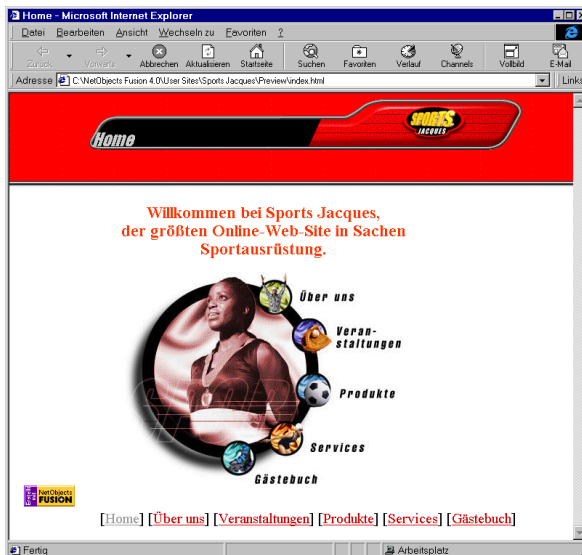 Home - Microsoft Internet Explorer
Datei Bearbeiten Ansicht Wechseln zu Favoriten ?
Zurück Vorwärts Abbrechen Aktualisieren Startseite Suchen Favoriten Verlauf Channels Vollbild E-Mail
Adresse C:\NetObjects Fusion 4.0\User Sites\Sports Jacques\Preview\index.html Links
Home
SPORTS
JACQUES
Willkommen bei Sports Jacques,
der größten Online-Web-Site in Sachen
Sportausrüstung.
Über uns
Veran-
staltungen
Produkte
Services
Gästebuch
NetObjects
FUSION
[Home] [Über uns] [Veranstaltungen] [Produkte] [Services] [Gästebuch]
Fertig Arbeitsplatz